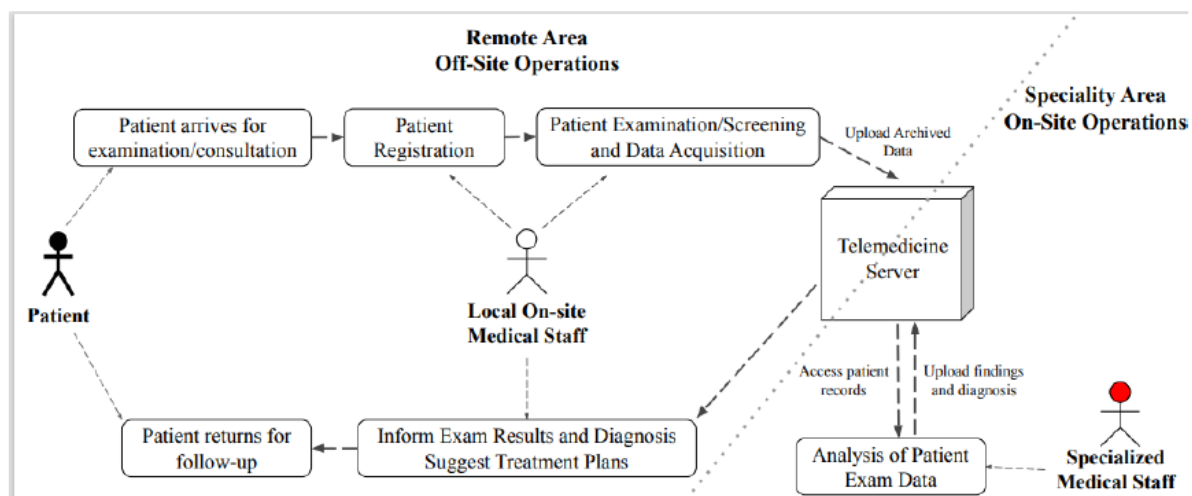 Remote Area
Off-Site Operations
Speciality Area
On-Site Operations
Patient arrives for
examination/consultation
Patient
Registration
Patient Examination/Screening
and Data Acquisition
Upload Archived
Data
Telemedicine
Server
Patient
Local On-site
Medical Staff
Access patient
records
Upload findings
and diagnosis
Patient returns for
follow-up
Inform Exam Results and Diagnosis
Suggest Treatment Plans
Analysis of Patient
Exam Data
Specialized
Medical Staff